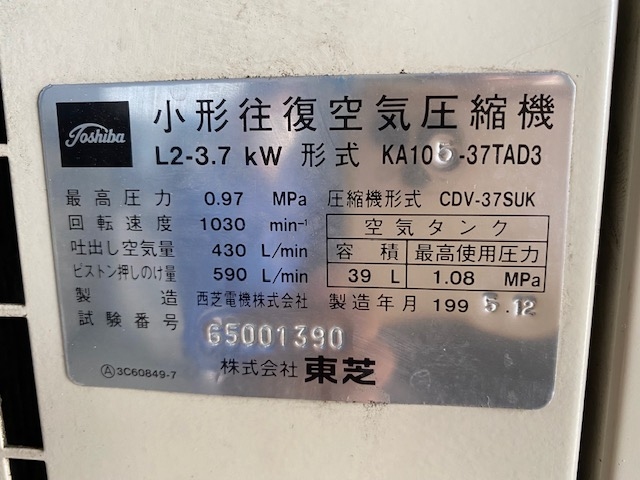 Toshiba
小形往復空気圧縮機
L2-3.7 kW 形式 KA105-37TAD3
最高圧力 0.97 MPa
圧縮機形式 CDV-37SUK
回転速度 1030 min⁻¹
吐出し空気量 430 L/min
ピストン押しのけ量 590 L/min
空気タンク
容積 最高使用圧力
39 L 1.08 MPa
製造 西芝電機株式会社
製造年月 1995.12
試験番号 65001390
株式会社 東芝
Ⓐ3C60849-7